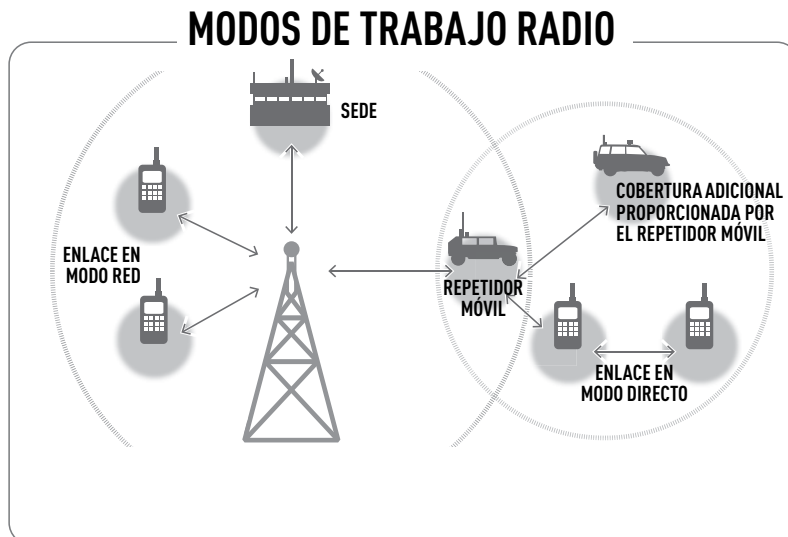 MODOS DE TRABAJO RADIO
SEDE
ENLACE EN
MODO RED
COBERTURA ADICIONAL
PROPORCIONADA POR
EL REPETIDOR MÓVIL
REPETIDOR
MÓVIL
ENLACE EN
MODO DIRECTO